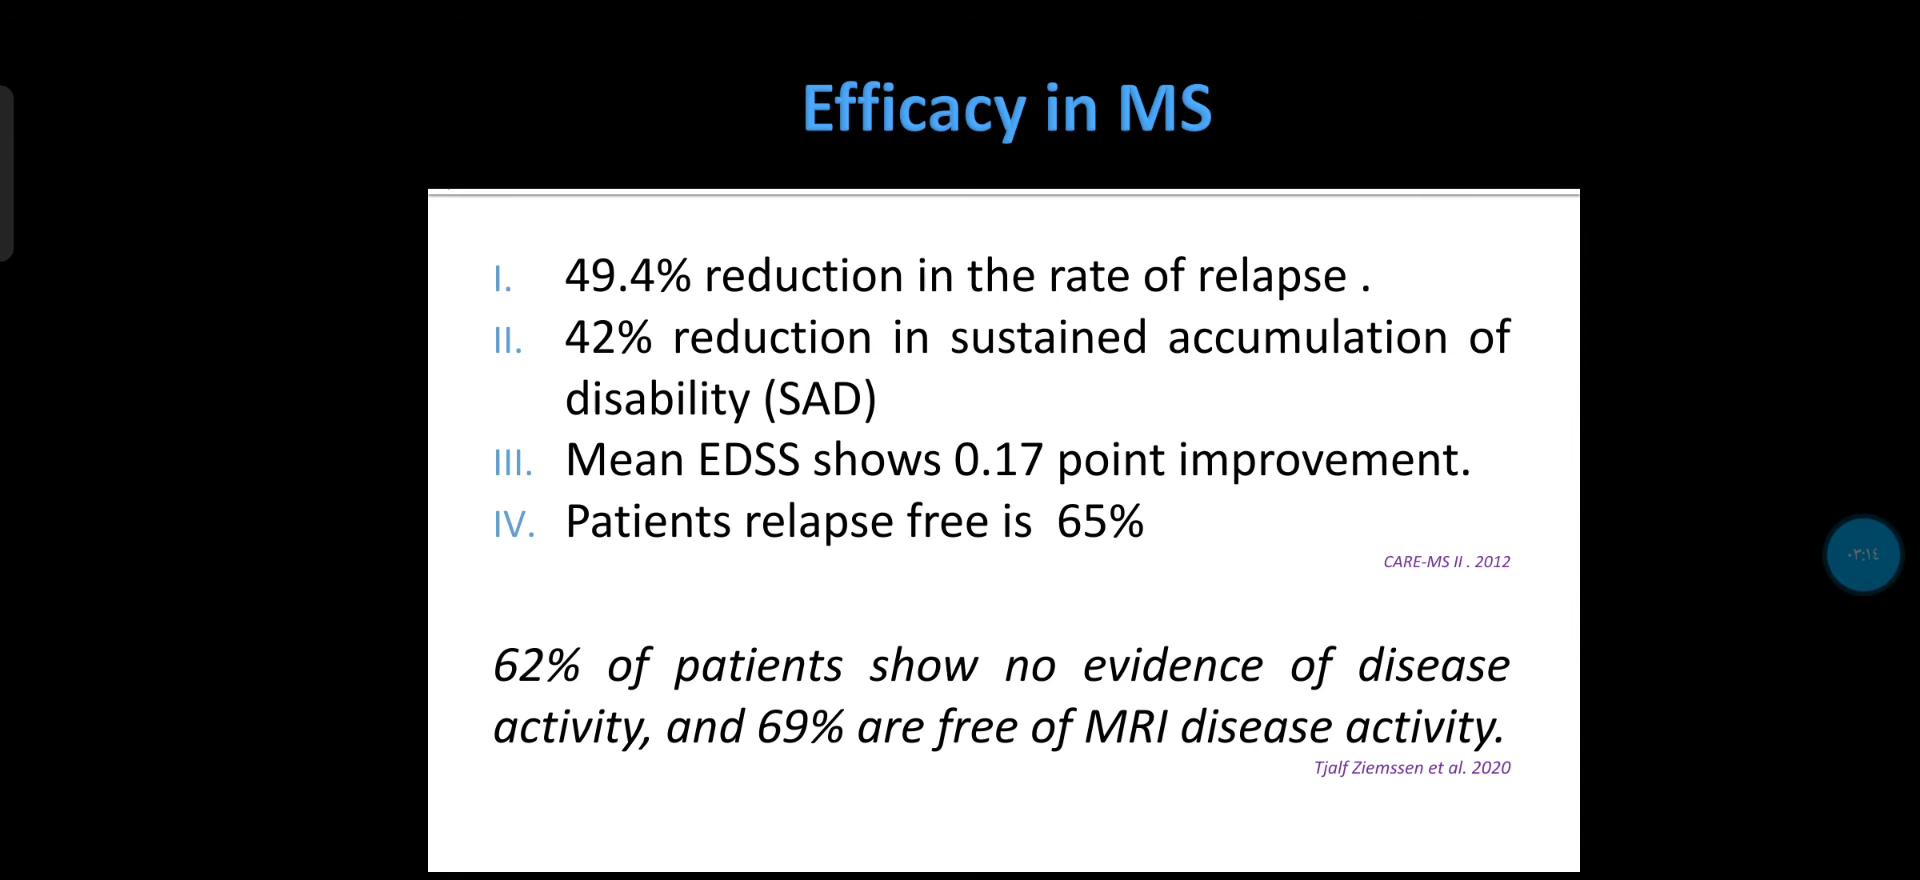 Efficacy in MS
I. 49.4% reduction in the rate of relapse .
II. 42% reduction in sustained accumulation of
disability (SAD)
III. Mean EDSS shows 0.17 point improvement.
IV. Patients relapse free is 65%
CARE-MS II . 2012
٠٣:١٤
62% of patients show no evidence of disease
activity, and 69% are free of MRI disease activity.
Tjalf Ziemssen et al. 2020